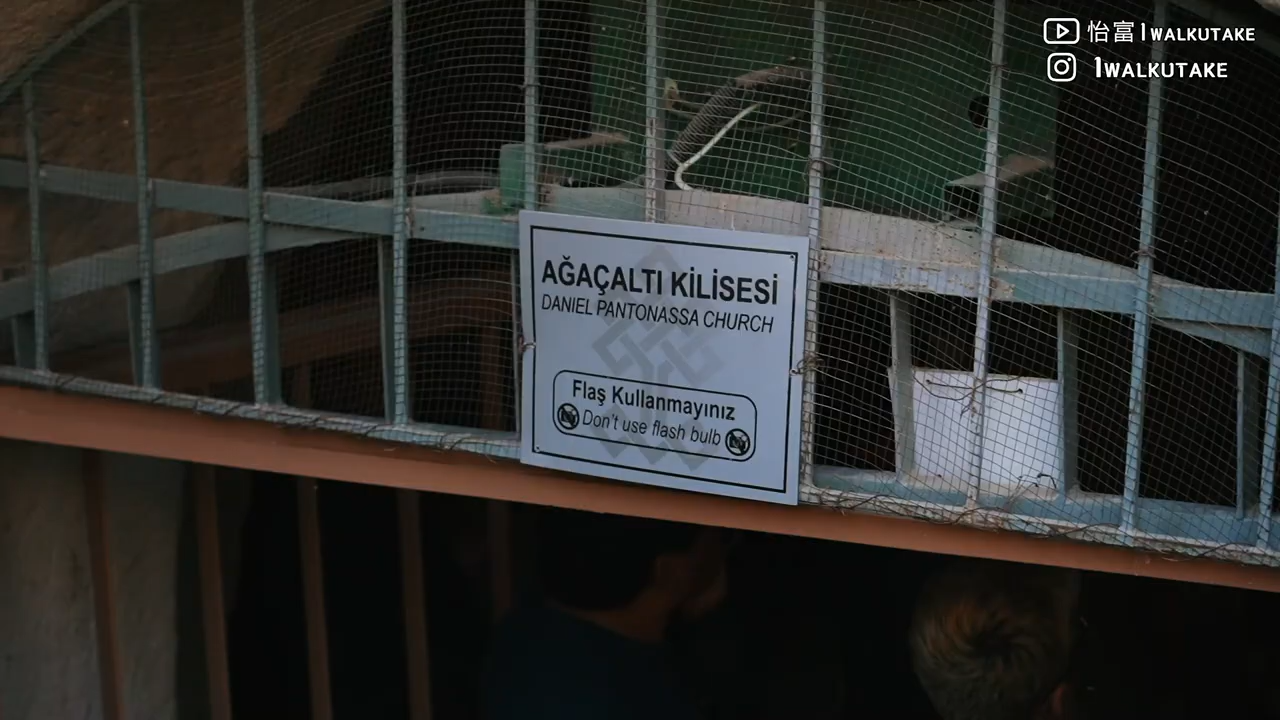 怡富1WALKUTAKE
1WALKUTAKE
AĞAÇALTI KİLİSESİ
DANIEL PANTONASSA CHURCH
Flaş Kullanmayınız
Don't use flash bulb